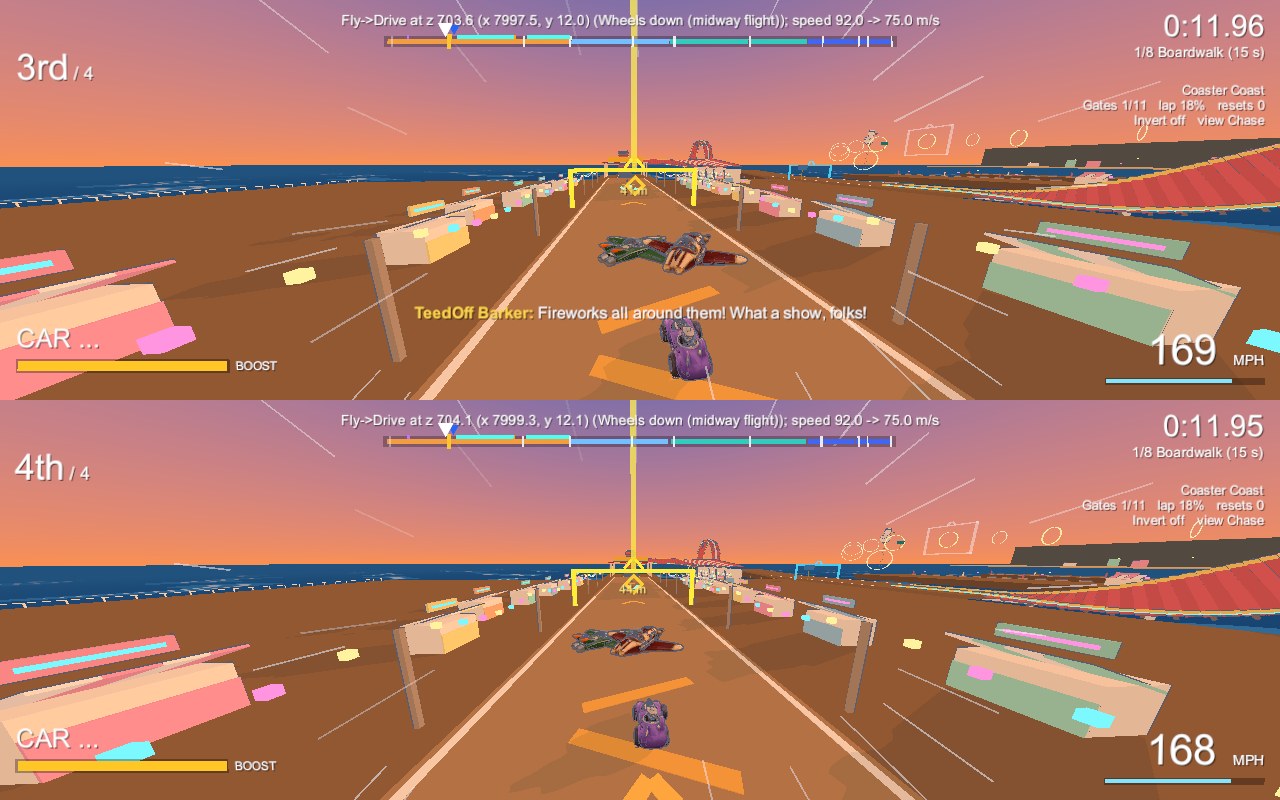 Fly->Drive at z 703.6 (x 7997.5, y 12.0) (Wheels down (midway flight)); speed 92.0 -> 75.0 m/s
0:11.96
1/8 Boardwalk (15 s)
3rd / 4
Coaster Coast
Gates 1/11 lap 18% resets 0
Invert off view Chase
TeedOff Barker: Fireworks all around them! What a show, folks!
CAR ...
BOOST
169 MPH
Fly->Drive at z 704.1 (x 7999.3, y 12.1) (Wheels down (midway flight)); speed 92.0 -> 75.0 m/s
0:11.95
1/8 Boardwalk (15 s)
4th / 4
Coaster Coast
Gates 1/11 lap 18% resets 0
Invert off view Chase
CAR ...
BOOST
168 MPH